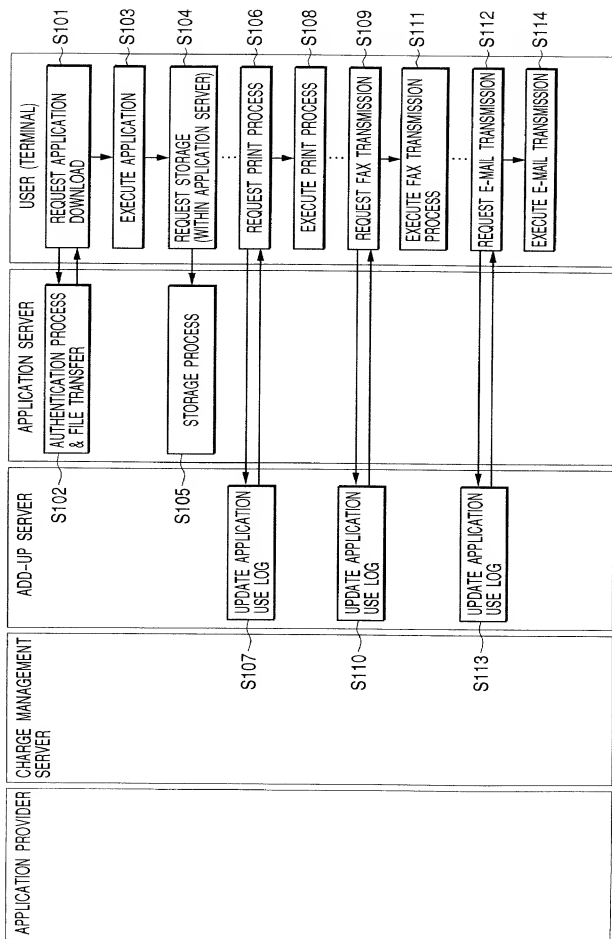 APPLICATION PROVIDER
CHARGE MANAGEMENT
SERVER
ADD-UP SERVER
APPLICATION SERVER
USER (TERMINAL)
REQUEST APPLICATION
DOWNLOAD
S101
AUTHENTICATION PROCESS
& FILE TRANSFER
S102
EXECUTE APPLICATION
S103
REQUEST STORAGE
(WITHIN APPLICATION SERVER)
S104
STORAGE PROCESS
S105
REQUEST PRINT PROCESS
S106
UPDATE APPLICATION
USE LOG
S107
EXECUTE PRINT PROCESS
S108
REQUEST FAX TRANSMISSION
S109
UPDATE APPLICATION
USE LOG
S110
EXECUTE FAX TRANSMISSION
PROCESS
S111
REQUEST E-MAIL TRANSMISSION
S112
UPDATE APPLICATION
USE LOG
S113
EXECUTE E-MAIL TRANSMISSION
S114